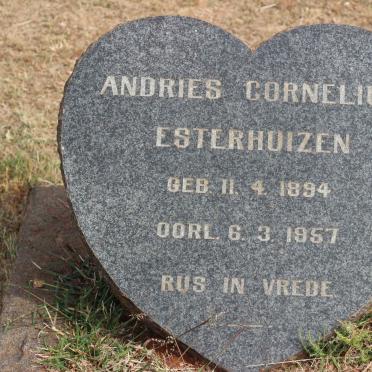 ANDRIES CORNELIU
ESTERHUIZEN
GEB. 11. 4. 1894
OORL. 6. 3. 1957
RUS IN VREDE.